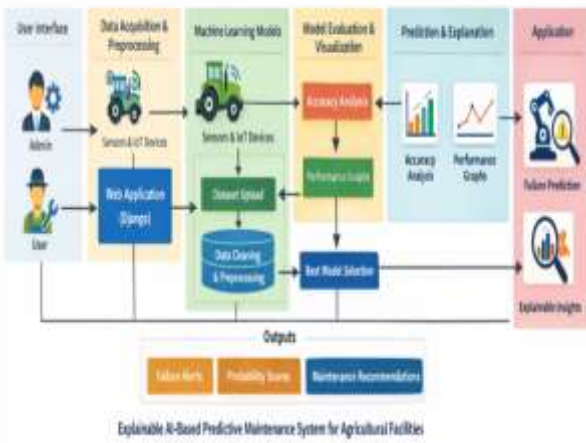 User Interface
Data Acquisition &
Preprocessing
Machine Learning Models
Model Evaluation &
Visualization
Prediction & Explanation
Application
Admin
User
Sensors & IoT Devices
Web Application
(Django)
Sensors & IoT Devices
Dataset Upload
Data Cleaning
& Preprocessing
Accuracy Analysis
Performance Graphs
Best Model Selection
Accuracy
Analysis
Performance
Graphs
Failure Prediction
Explainable Insights
Outputs
Failure Alerts
Probability Scores
Maintenance Recommendations
Explainable AI-Based Predictive Maintenance System for Agricultural Facilities